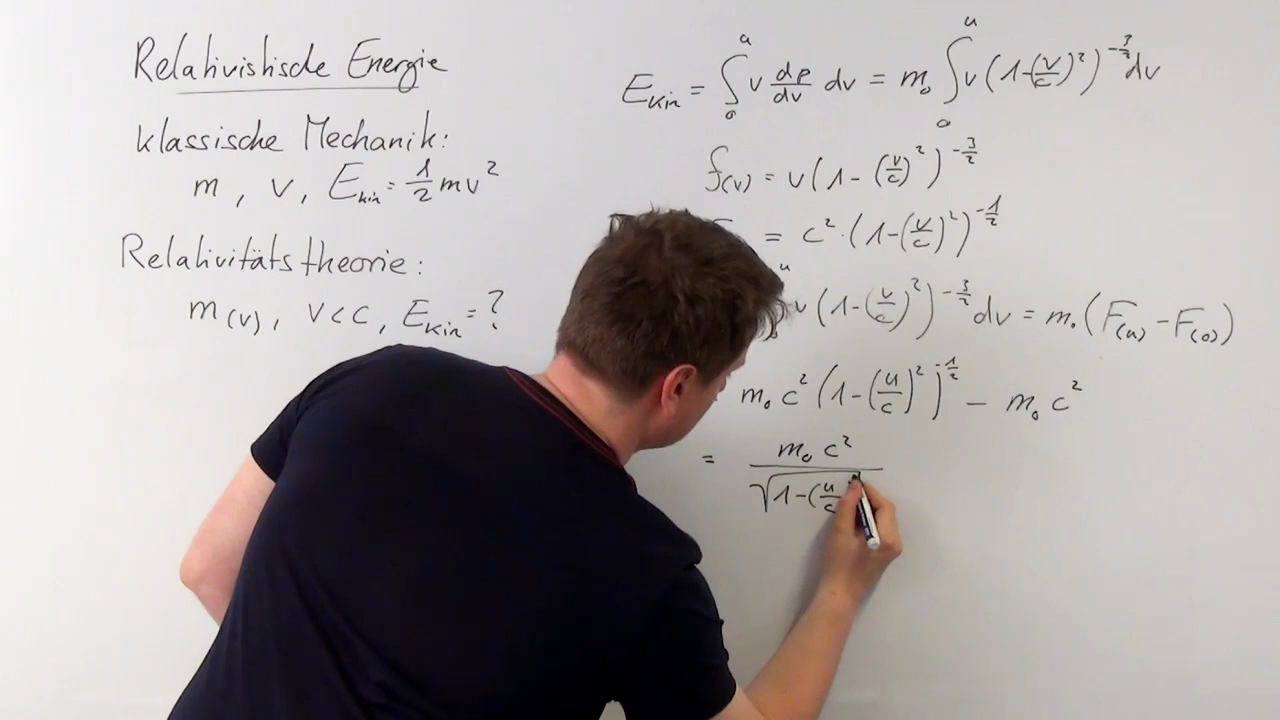 Relativistische Energie
klassische Mechanik:
m , v , E_kin = 1/2 mv²
Relativitätstheorie:
m(v) , v < c , E_kin = ?
E_kin = ∫₀ᵘ v dp/dv dv = m₀ ∫₀ᵘ v (1-(v/c)²)^(-3/2) dv
f(v) = v (1 - (v/c)²)^(-3/2)
= c² · (1-(v/c)²)^(-1/2)
u v (1-(v/c)²)^(-3/2) dv = m₀ (F(u) - F(0))
m₀ c² (1-(u/c)²)^(-1/2) - m₀ c²
= m₀ c² / √(1-(u/c